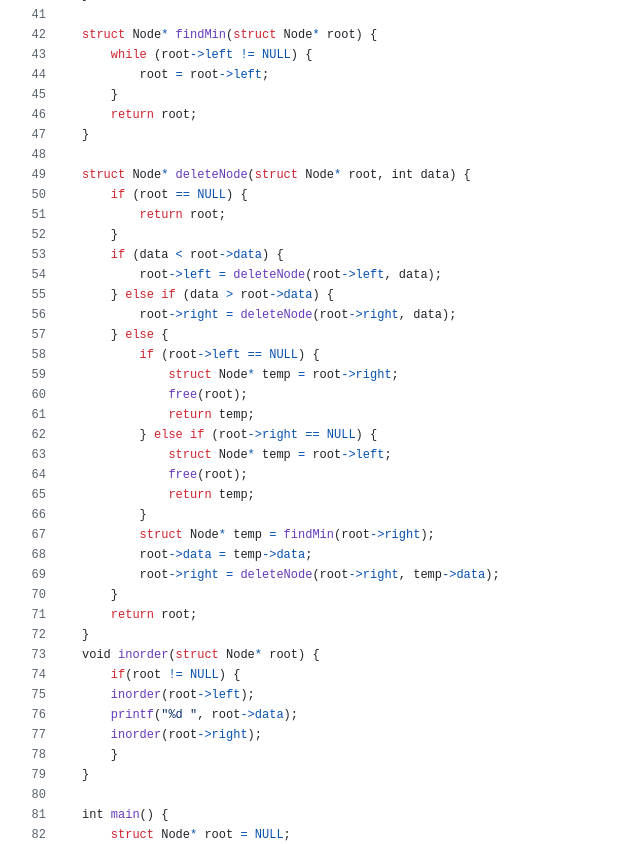 41
42 struct Node* findMin(struct Node* root) {
43     while (root->left != NULL) {
44         root = root->left;
45     }
46     return root;
47 }
48
49 struct Node* deleteNode(struct Node* root, int data) {
50     if (root == NULL) {
51         return root;
52     }
53     if (data < root->data) {
54         root->left = deleteNode(root->left, data);
55     } else if (data > root->data) {
56         root->right = deleteNode(root->right, data);
57     } else {
58         if (root->left == NULL) {
59             struct Node* temp = root->right;
60             free(root);
61             return temp;
62         } else if (root->right == NULL) {
63             struct Node* temp = root->left;
64             free(root);
65             return temp;
66         }
67         struct Node* temp = findMin(root->right);
68         root->data = temp->data;
69         root->right = deleteNode(root->right, temp->data);
70     }
71     return root;
72 }
73 void inorder(struct Node* root) {
74     if(root != NULL) {
75     inorder(root->left);
76     printf("%d ", root->data);
77     inorder(root->right);
78     }
79 }
80
81 int main() {
82     struct Node* root = NULL;